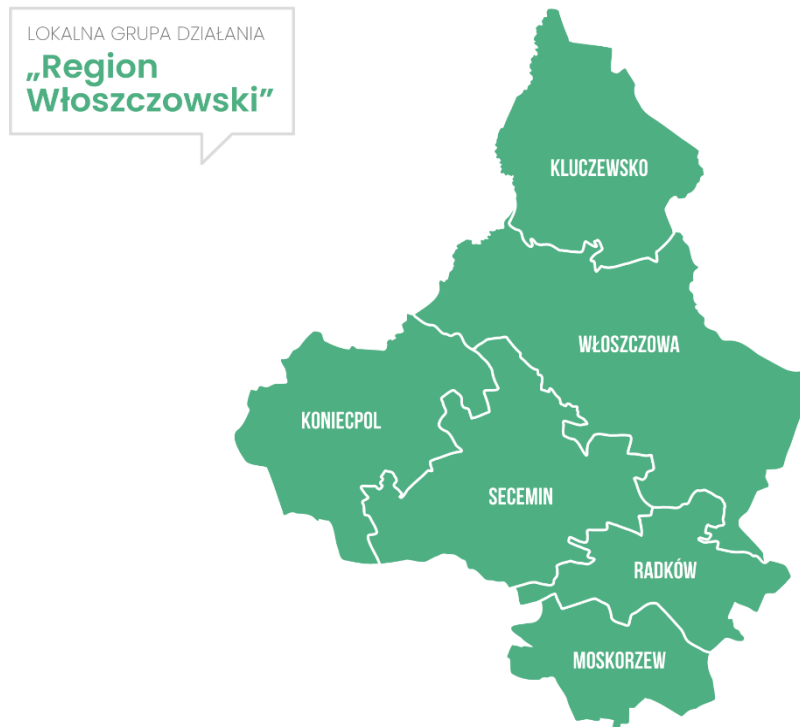 LOKALNA GRUPA DZIAŁANIA
„Region
Włoszczowski”
KLUCZEWSKO
WŁOSZCZOWA
KONIECPOL
SECEMIN
RADKÓW
MOSKORZEW